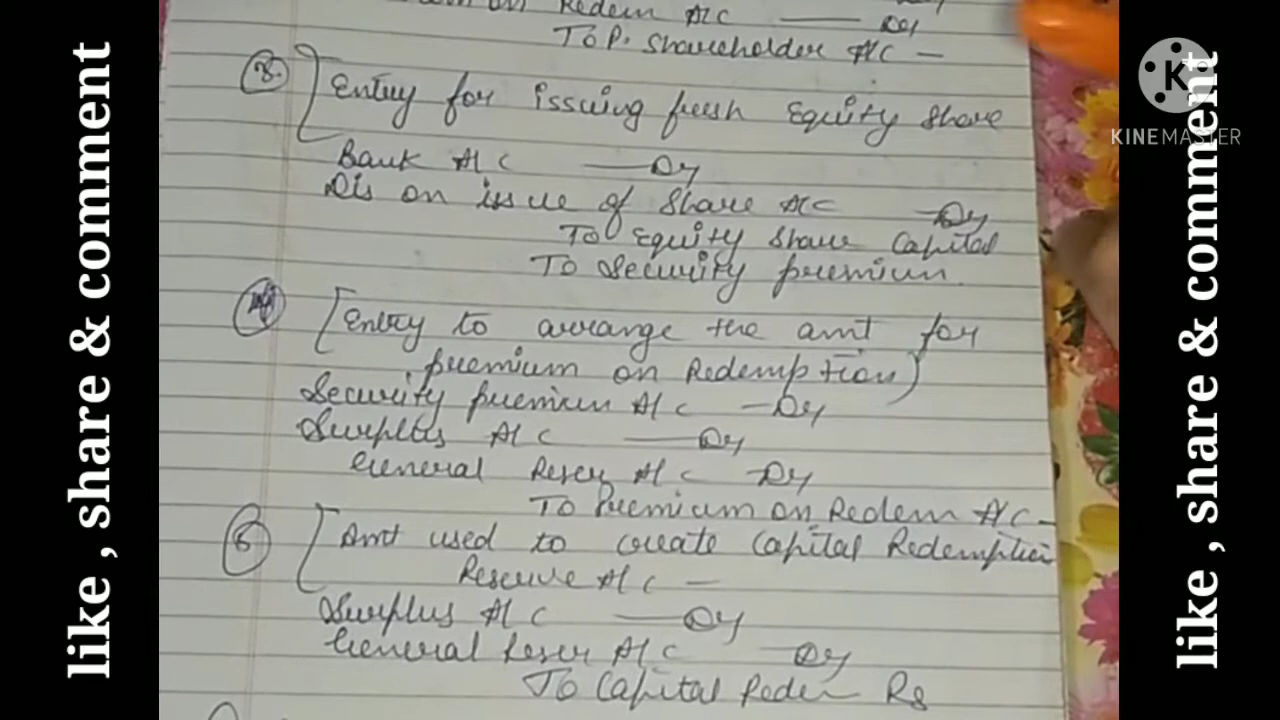 Redem A/C —— Dr
To P. Shareholder A/C —
3. [Entry for issuing fresh Equity Share
Bank A/C —— Dr
Dis on issue of Share A/C —Dr
To Equity Share Capital
To Security premium.
[Entry to arrange the amt for
premium on Redemption)
Security premium A/C —Dr
Surplus A/C —— Dr
General Reser A/C —Dr
To Premium on Redem A/C —
[Amt used to create Capital Redemption
Reserve A/C —
Surplus A/C —— Dr
General Reser A/C —Dr
To Capital Redem Rs
like , share & comment
like , share & comment
K
KINEMASTER